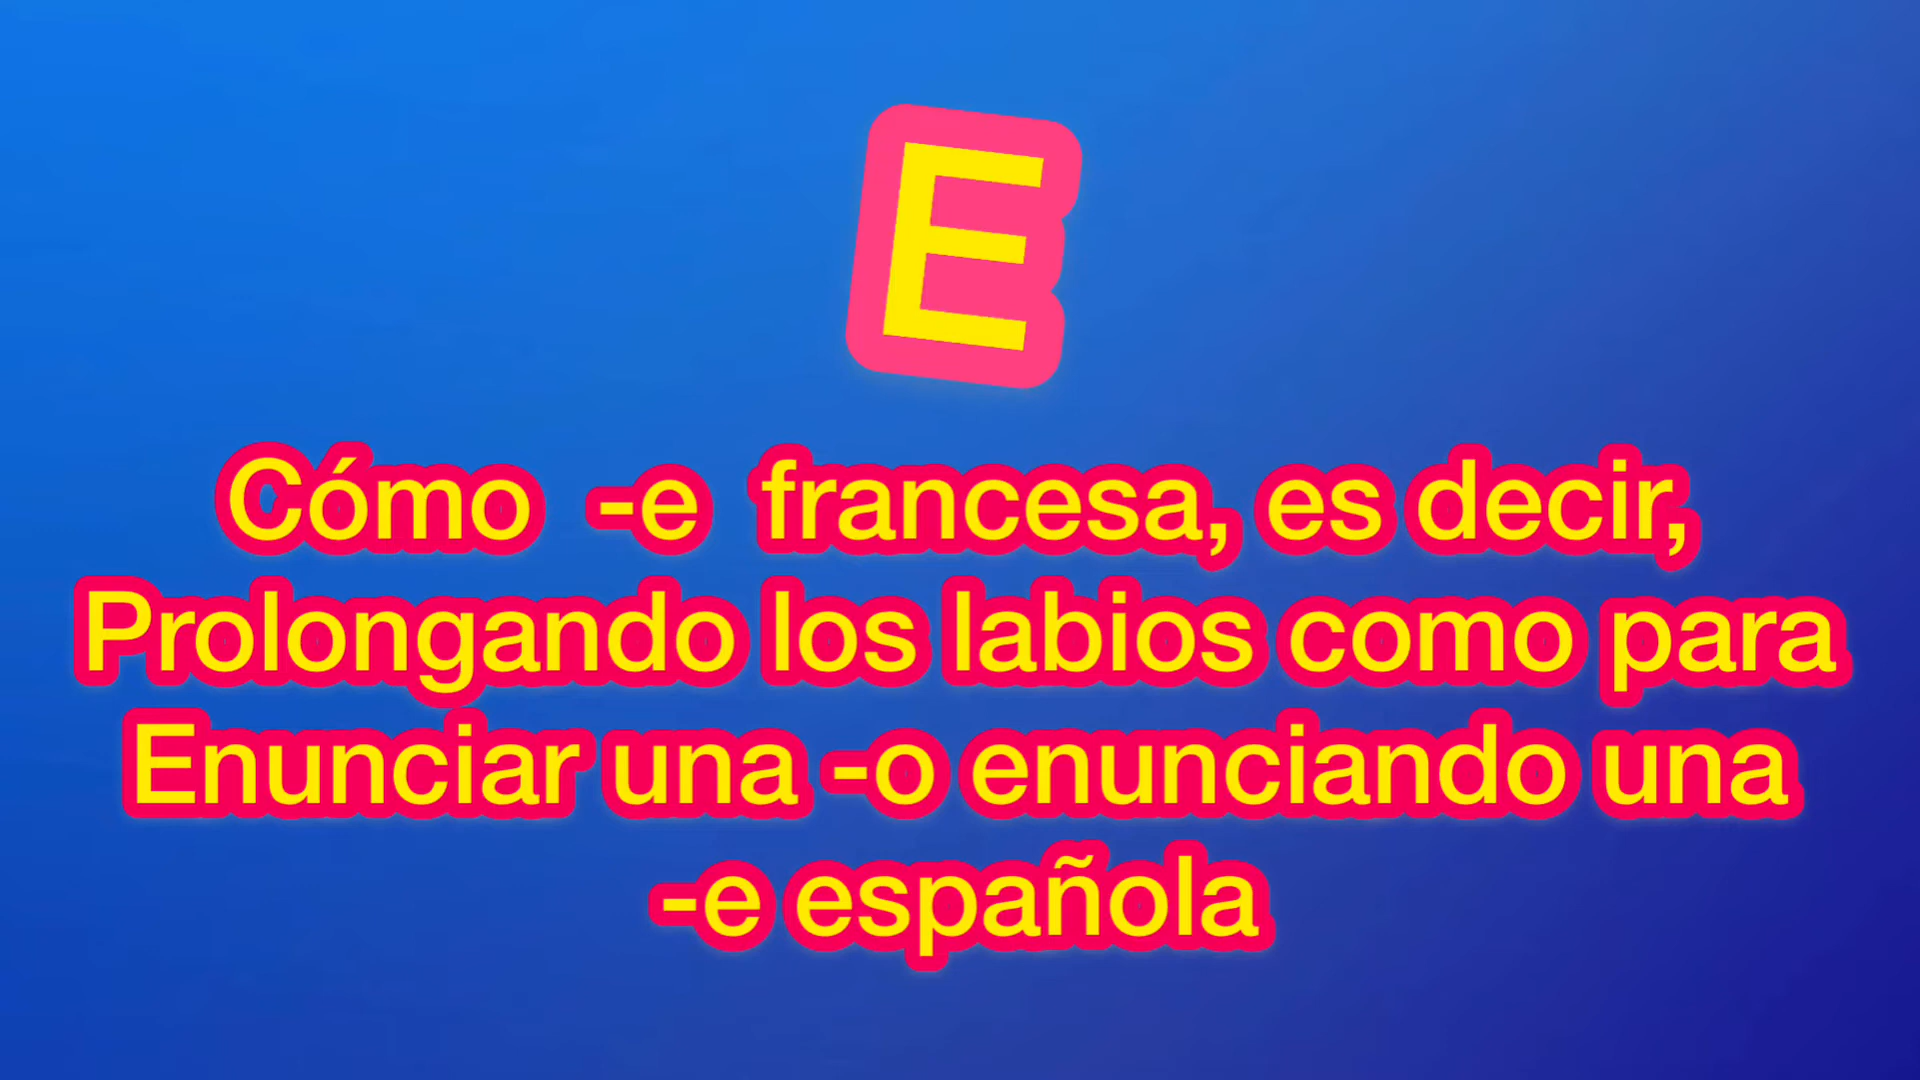 E
Cómo -e francesa, es decir,
Prolongando los labios como para
Enunciar una -o enunciando una
-e española